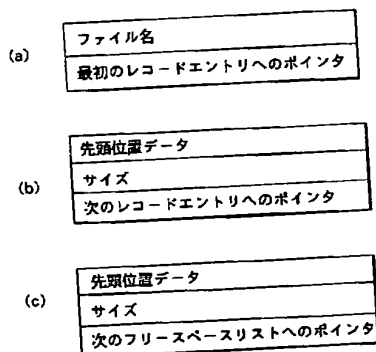 (a)
ファイル名
最初のレコードエントリへのポインタ
(b)
先頭位置データ
サイズ
次のレコードエントリへのポインタ
(c)
先頭位置データ
サイズ
次のフリースペースリストへのポインタ